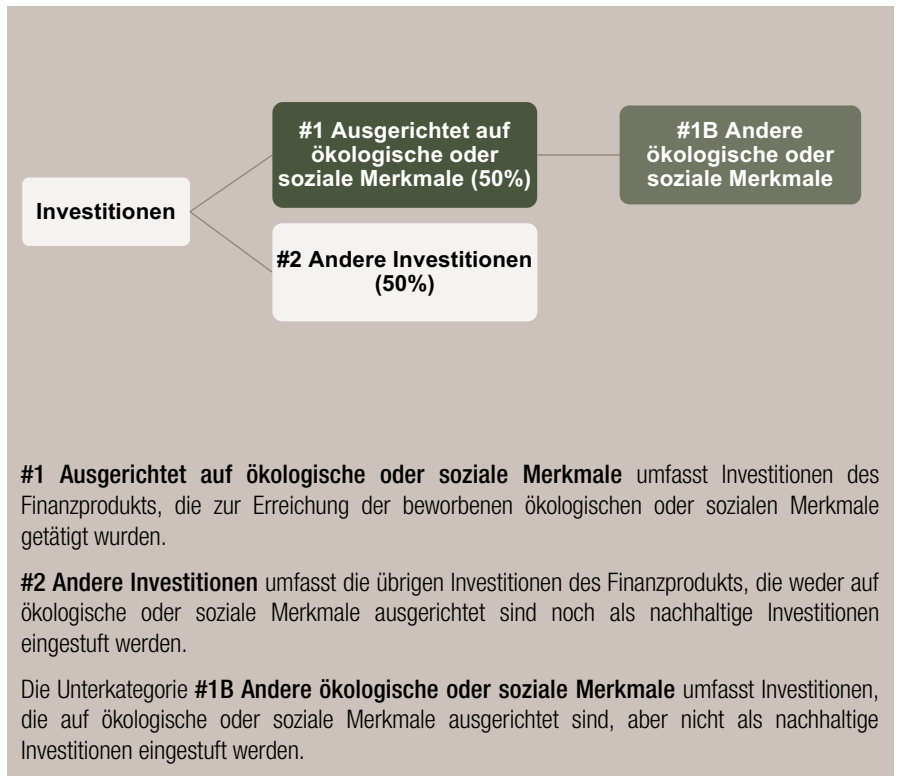 #1 Ausgerichtet auf
ökologische oder
soziale Merkmale (50%)
#1B Andere
ökologische oder
soziale Merkmale
Investitionen
#2 Andere Investitionen
(50%)
#1 Ausgerichtet auf ökologische oder soziale Merkmale umfasst Investitionen des
Finanzprodukts, die zur Erreichung der beworbenen ökologischen oder sozialen Merkmale
getätigt wurden.
#2 Andere Investitionen umfasst die übrigen Investitionen des Finanzprodukts, die weder auf
ökologische oder soziale Merkmale ausgerichtet sind noch als nachhaltige Investitionen
eingestuft werden.
Die Unterkategorie #1B Andere ökologische oder soziale Merkmale umfasst Investitionen,
die auf ökologische oder soziale Merkmale ausgerichtet sind, aber nicht als nachhaltige
Investitionen eingestuft werden.